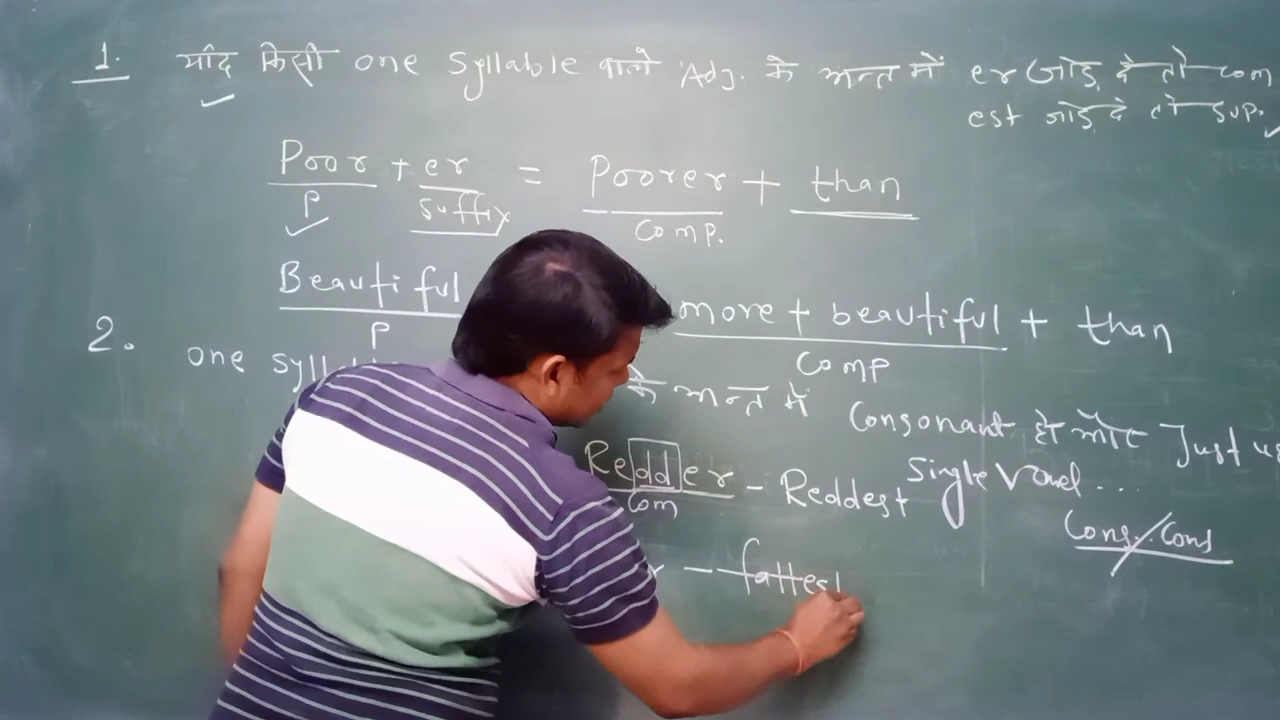 1. यदि किसी one syllable वाले Adj. के अन्त में er जोड़ दे तो com
est जोड़ दे तो sup.
Poor + er = Poorer + than
P suffix Comp.
Beautiful more + beautiful + than
P Comp
2. one syll के अन्त में Consonant हो और Just
Redder - Reddest Single Vowel ...
Com Cons./Cons
r - fattest